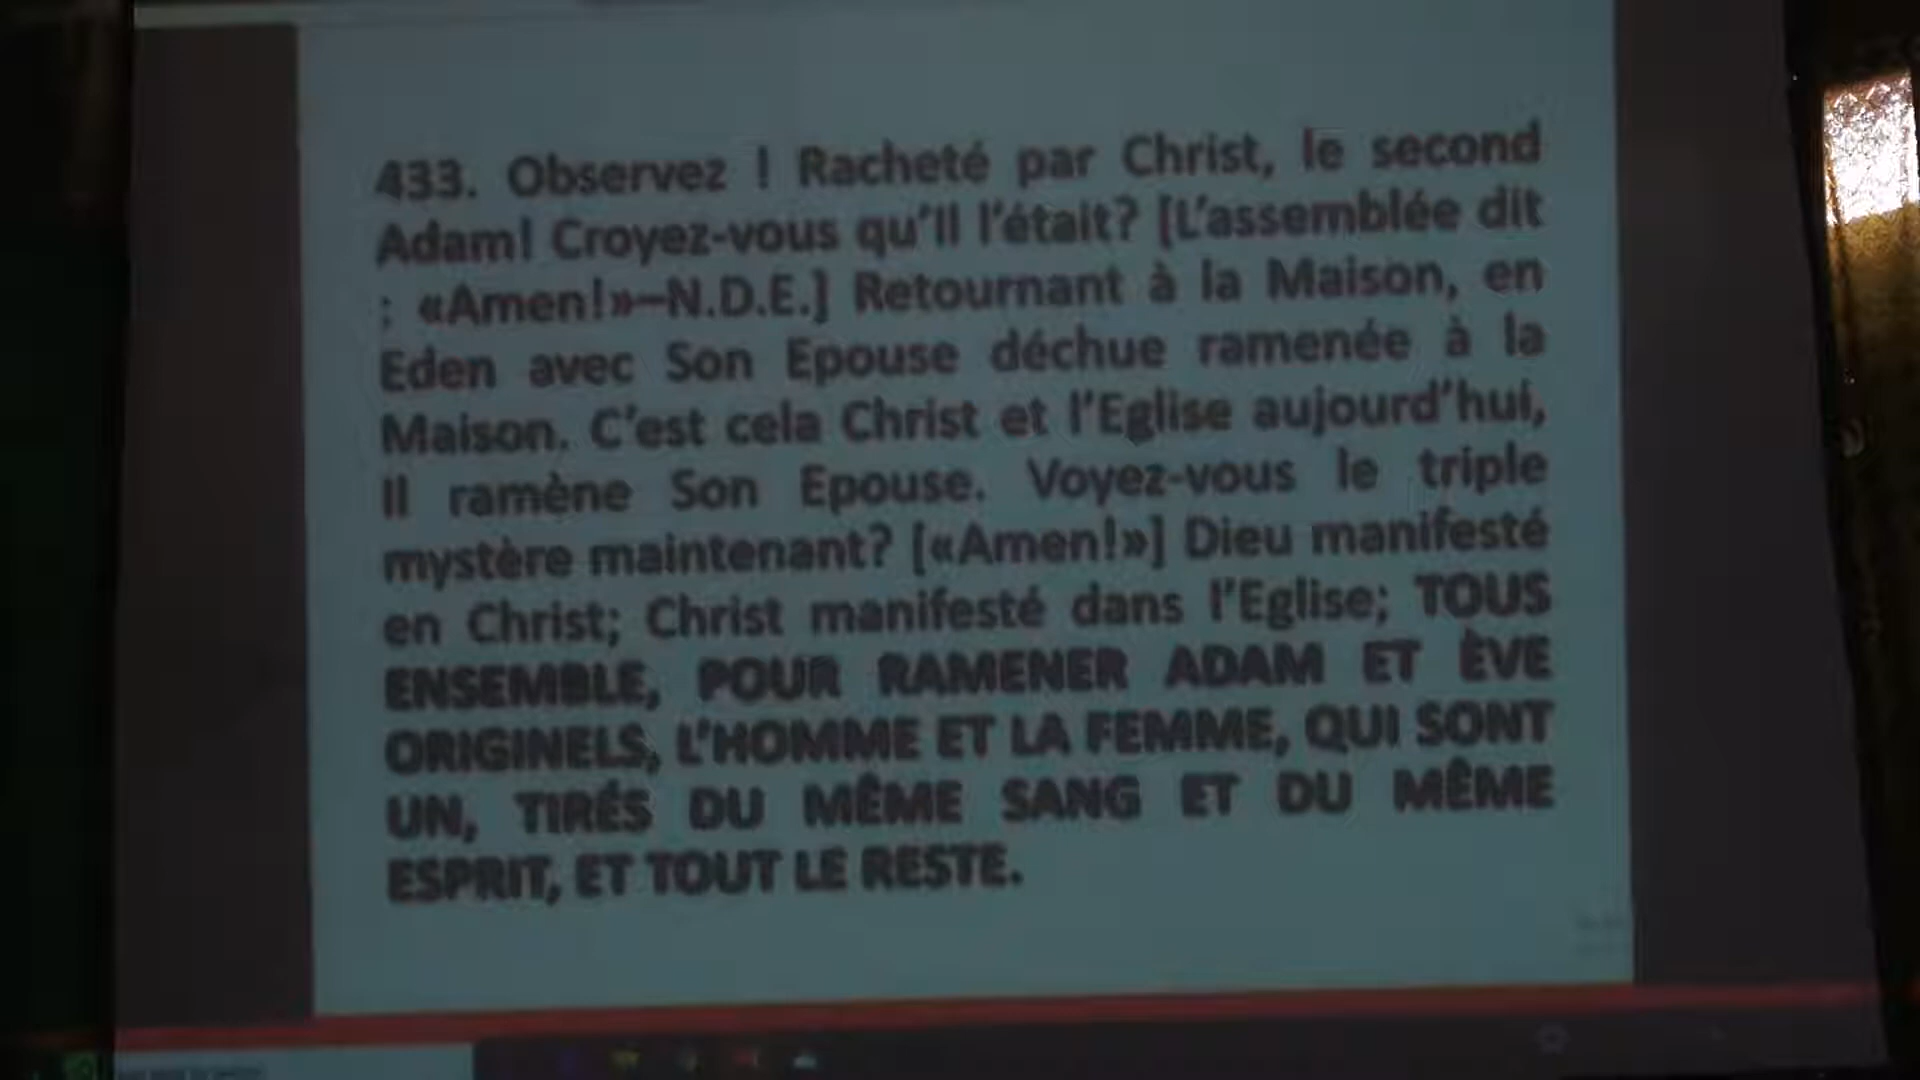 433. Observez ! Racheté par Christ, le second
Adam! Croyez-vous qu'Il l'était? [L'assemblée dit
: «Amen!»–N.D.E.] Retournant à la Maison, en
Eden avec Son Epouse déchue ramenée à la
Maison. C'est cela Christ et l'Eglise aujourd'hui,
Il ramène Son Epouse. Voyez-vous le triple
mystère maintenant? [«Amen!»] Dieu manifesté
en Christ; Christ manifesté dans l'Eglise; TOUS
ENSEMBLE, POUR RAMENER ADAM ET ÈVE
ORIGINELS, L'HOMME ET LA FEMME, QUI SONT
UN, TIRÉS DU MÊME SANG ET DU MÊME
ESPRIT, ET TOUT LE RESTE.